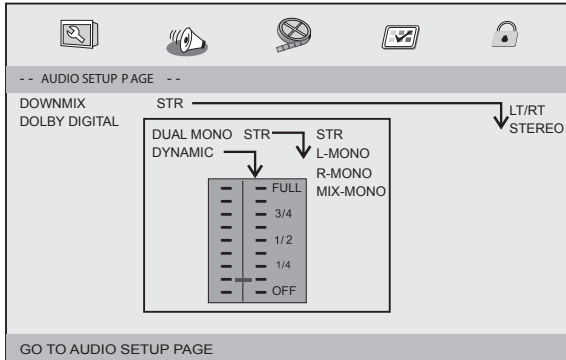 - - AUDIO SETUP P AGE - -
DOWNMIX STR LT/RT
DOLBY DIGITAL STEREO
DUAL MONO STR STR
DYNAMIC L-MONO
R-MONO
FULL MIX-MONO
3/4
1/2
1/4
OFF
GO TO AUDIO SETUP PAGE